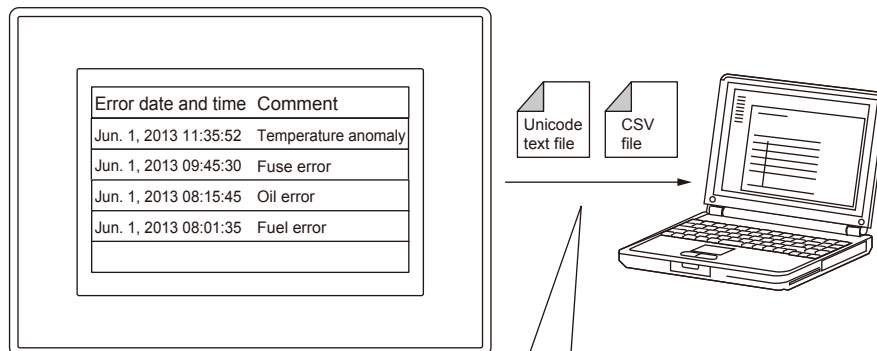 Error date and time Comment
Jun. 1, 2013 11:35:52 Temperature anomaly
Jun. 1, 2013 09:45:30 Fuse error
Jun. 1, 2013 08:15:45 Oil error
Jun. 1, 2013 08:01:35 Fuel error
Unicode
text file
CSV
file